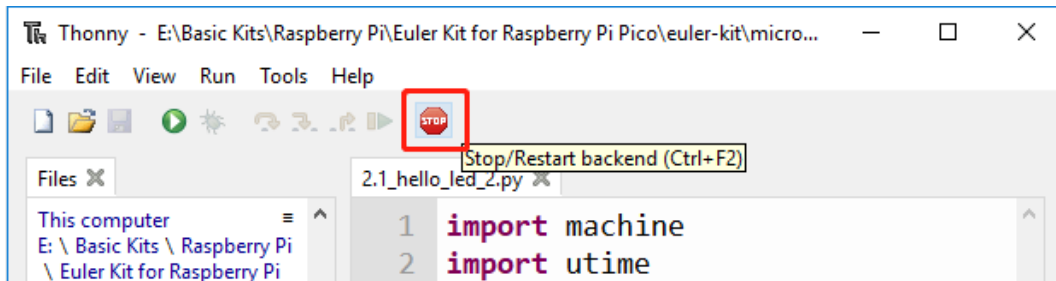 Thonny - E:\Basic Kits\Raspberry Pi\Euler Kit for Raspberry Pi Pico\euler-kit\micro...
File Edit View Run Tools Help
STOP
Stop/Restart backend (Ctrl+F2)
Files
2.1_hello_led_2.py
This computer
E: \ Basic Kits \ Raspberry Pi
\ Euler Kit for Raspberry Pi
1 import machine
2 import utime